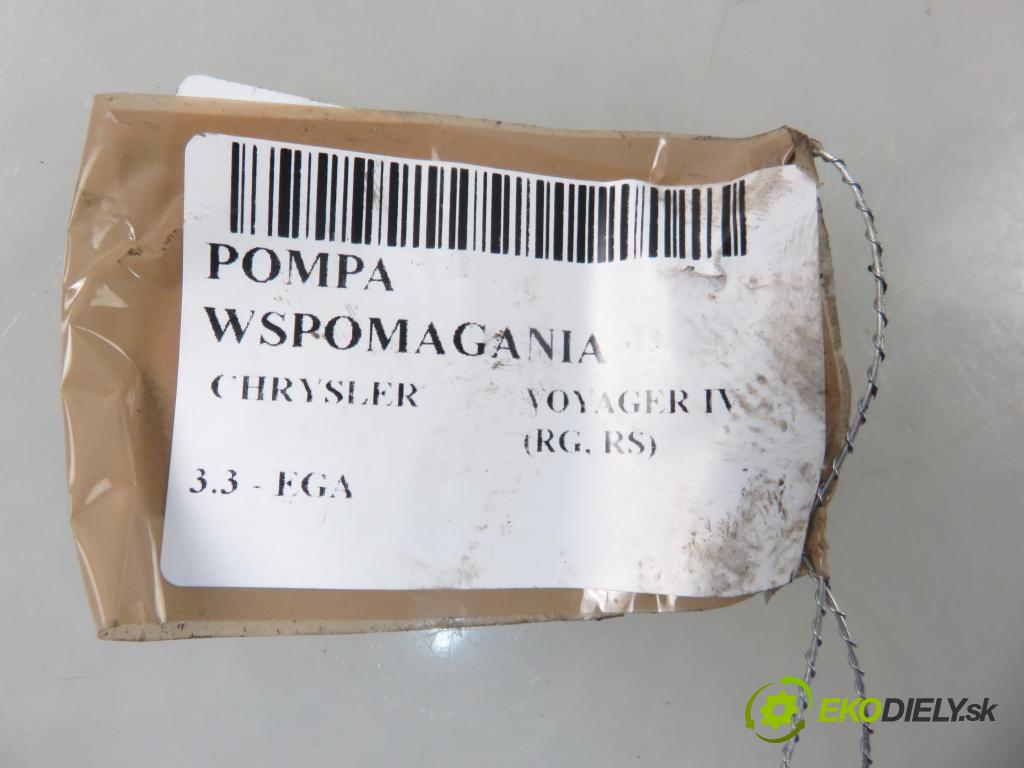 POMPA
WSPOMAGANIA
CHRYSLER VOYAGER IV
(RG, RS)
3.3 - EGA
EKODIELY.sk